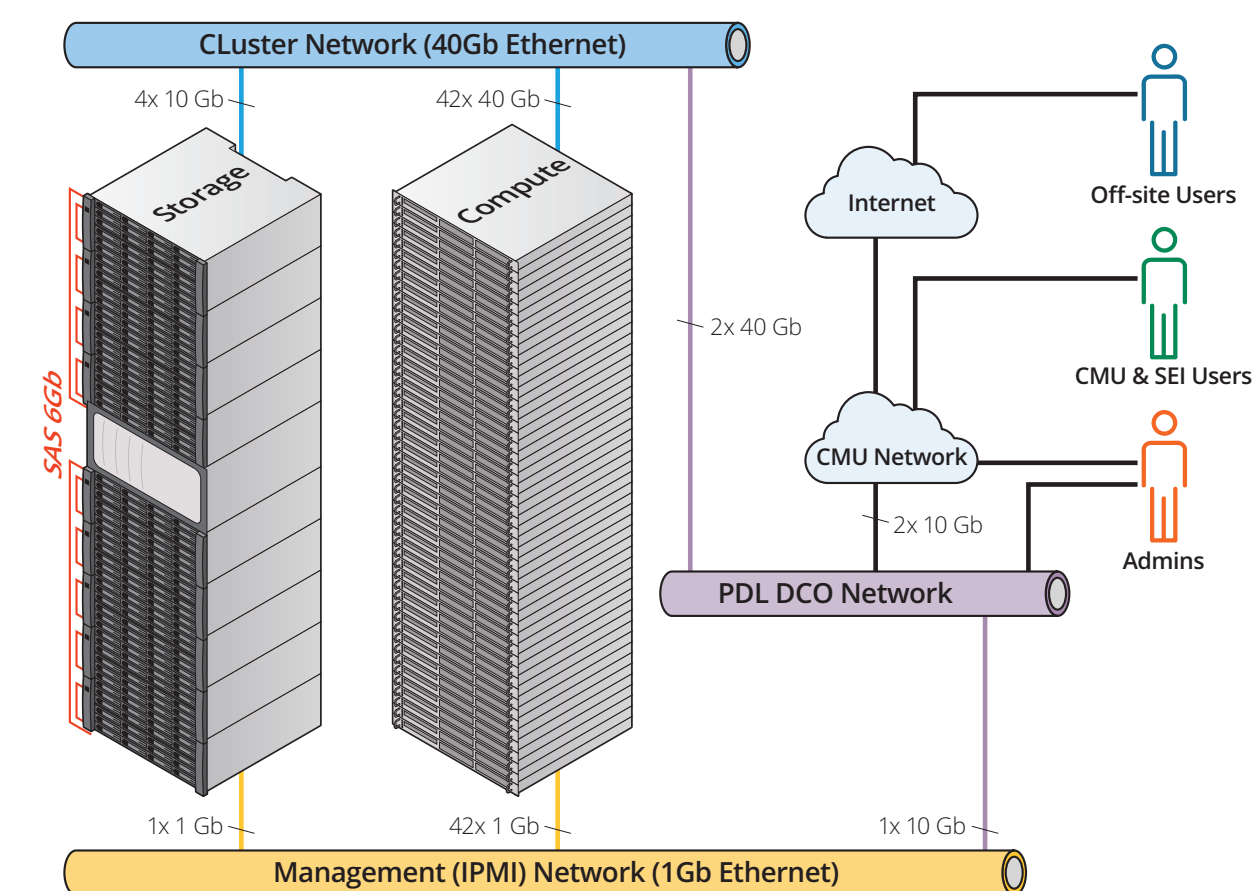 CLuster Network (40Gb Ethernet)
4x 10 Gb
42x 40 Gb
Storage
Compute
Internet
Off-site Users
2x 40 Gb
CMU & SEI Users
SAS 6Gb
CMU Network
2x 10 Gb
Admins
PDL DCO Network
1x 1 Gb
42x 1 Gb
1x 10 Gb
Management (IPMI) Network (1Gb Ethernet)